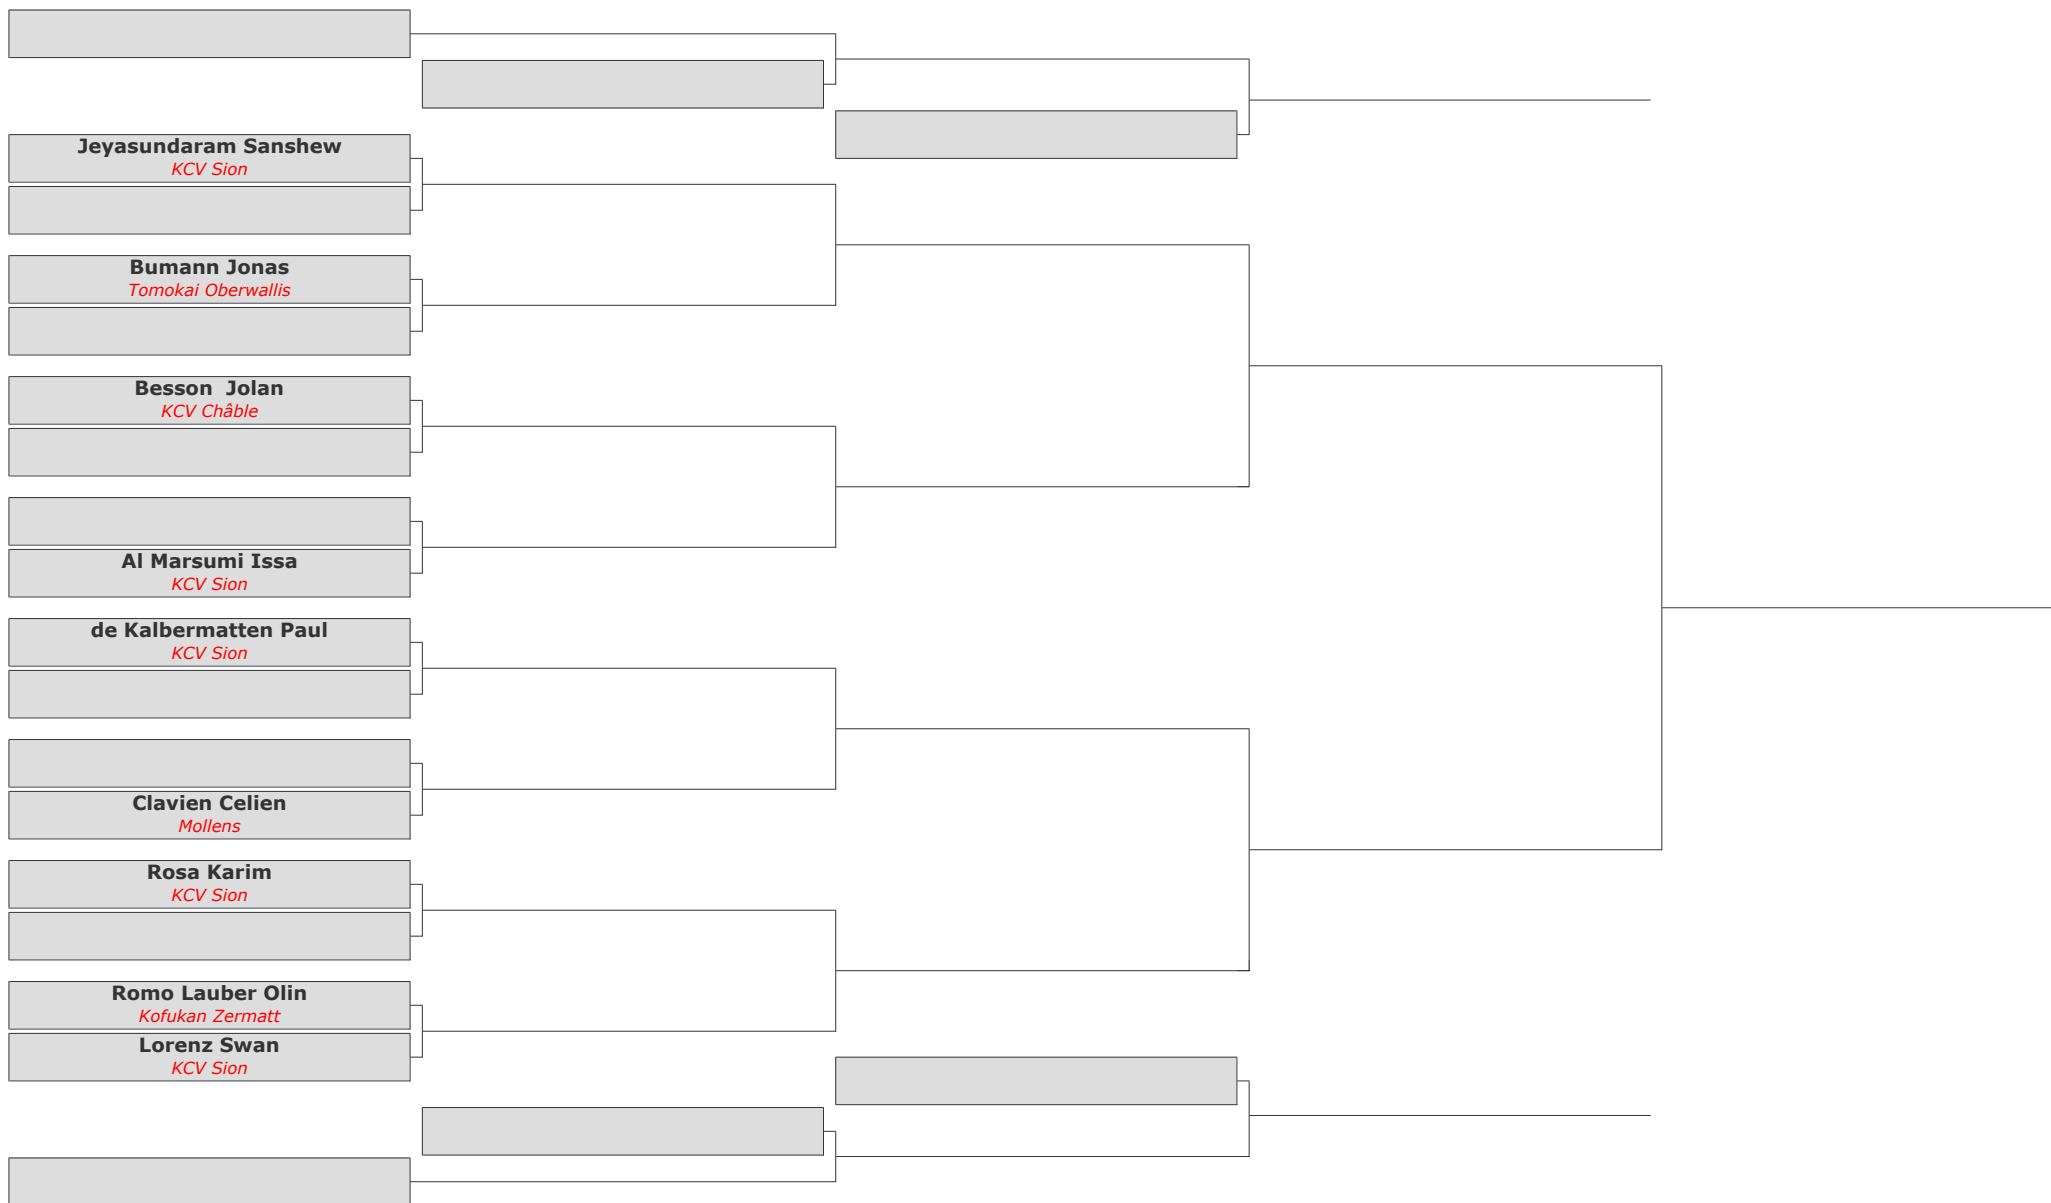 Jeyasundaram Sanshew
KCV Sion
Bumann Jonas
Tomokai Oberwallis
Besson  Jolan
KCV Châble
Al Marsumi Issa
KCV Sion
de Kalbermatten Paul
KCV Sion
Clavien Celien
Mollens
Rosa Karim
KCV Sion
Romo Lauber Olin
Kofukan Zermatt
Lorenz Swan
KCV Sion